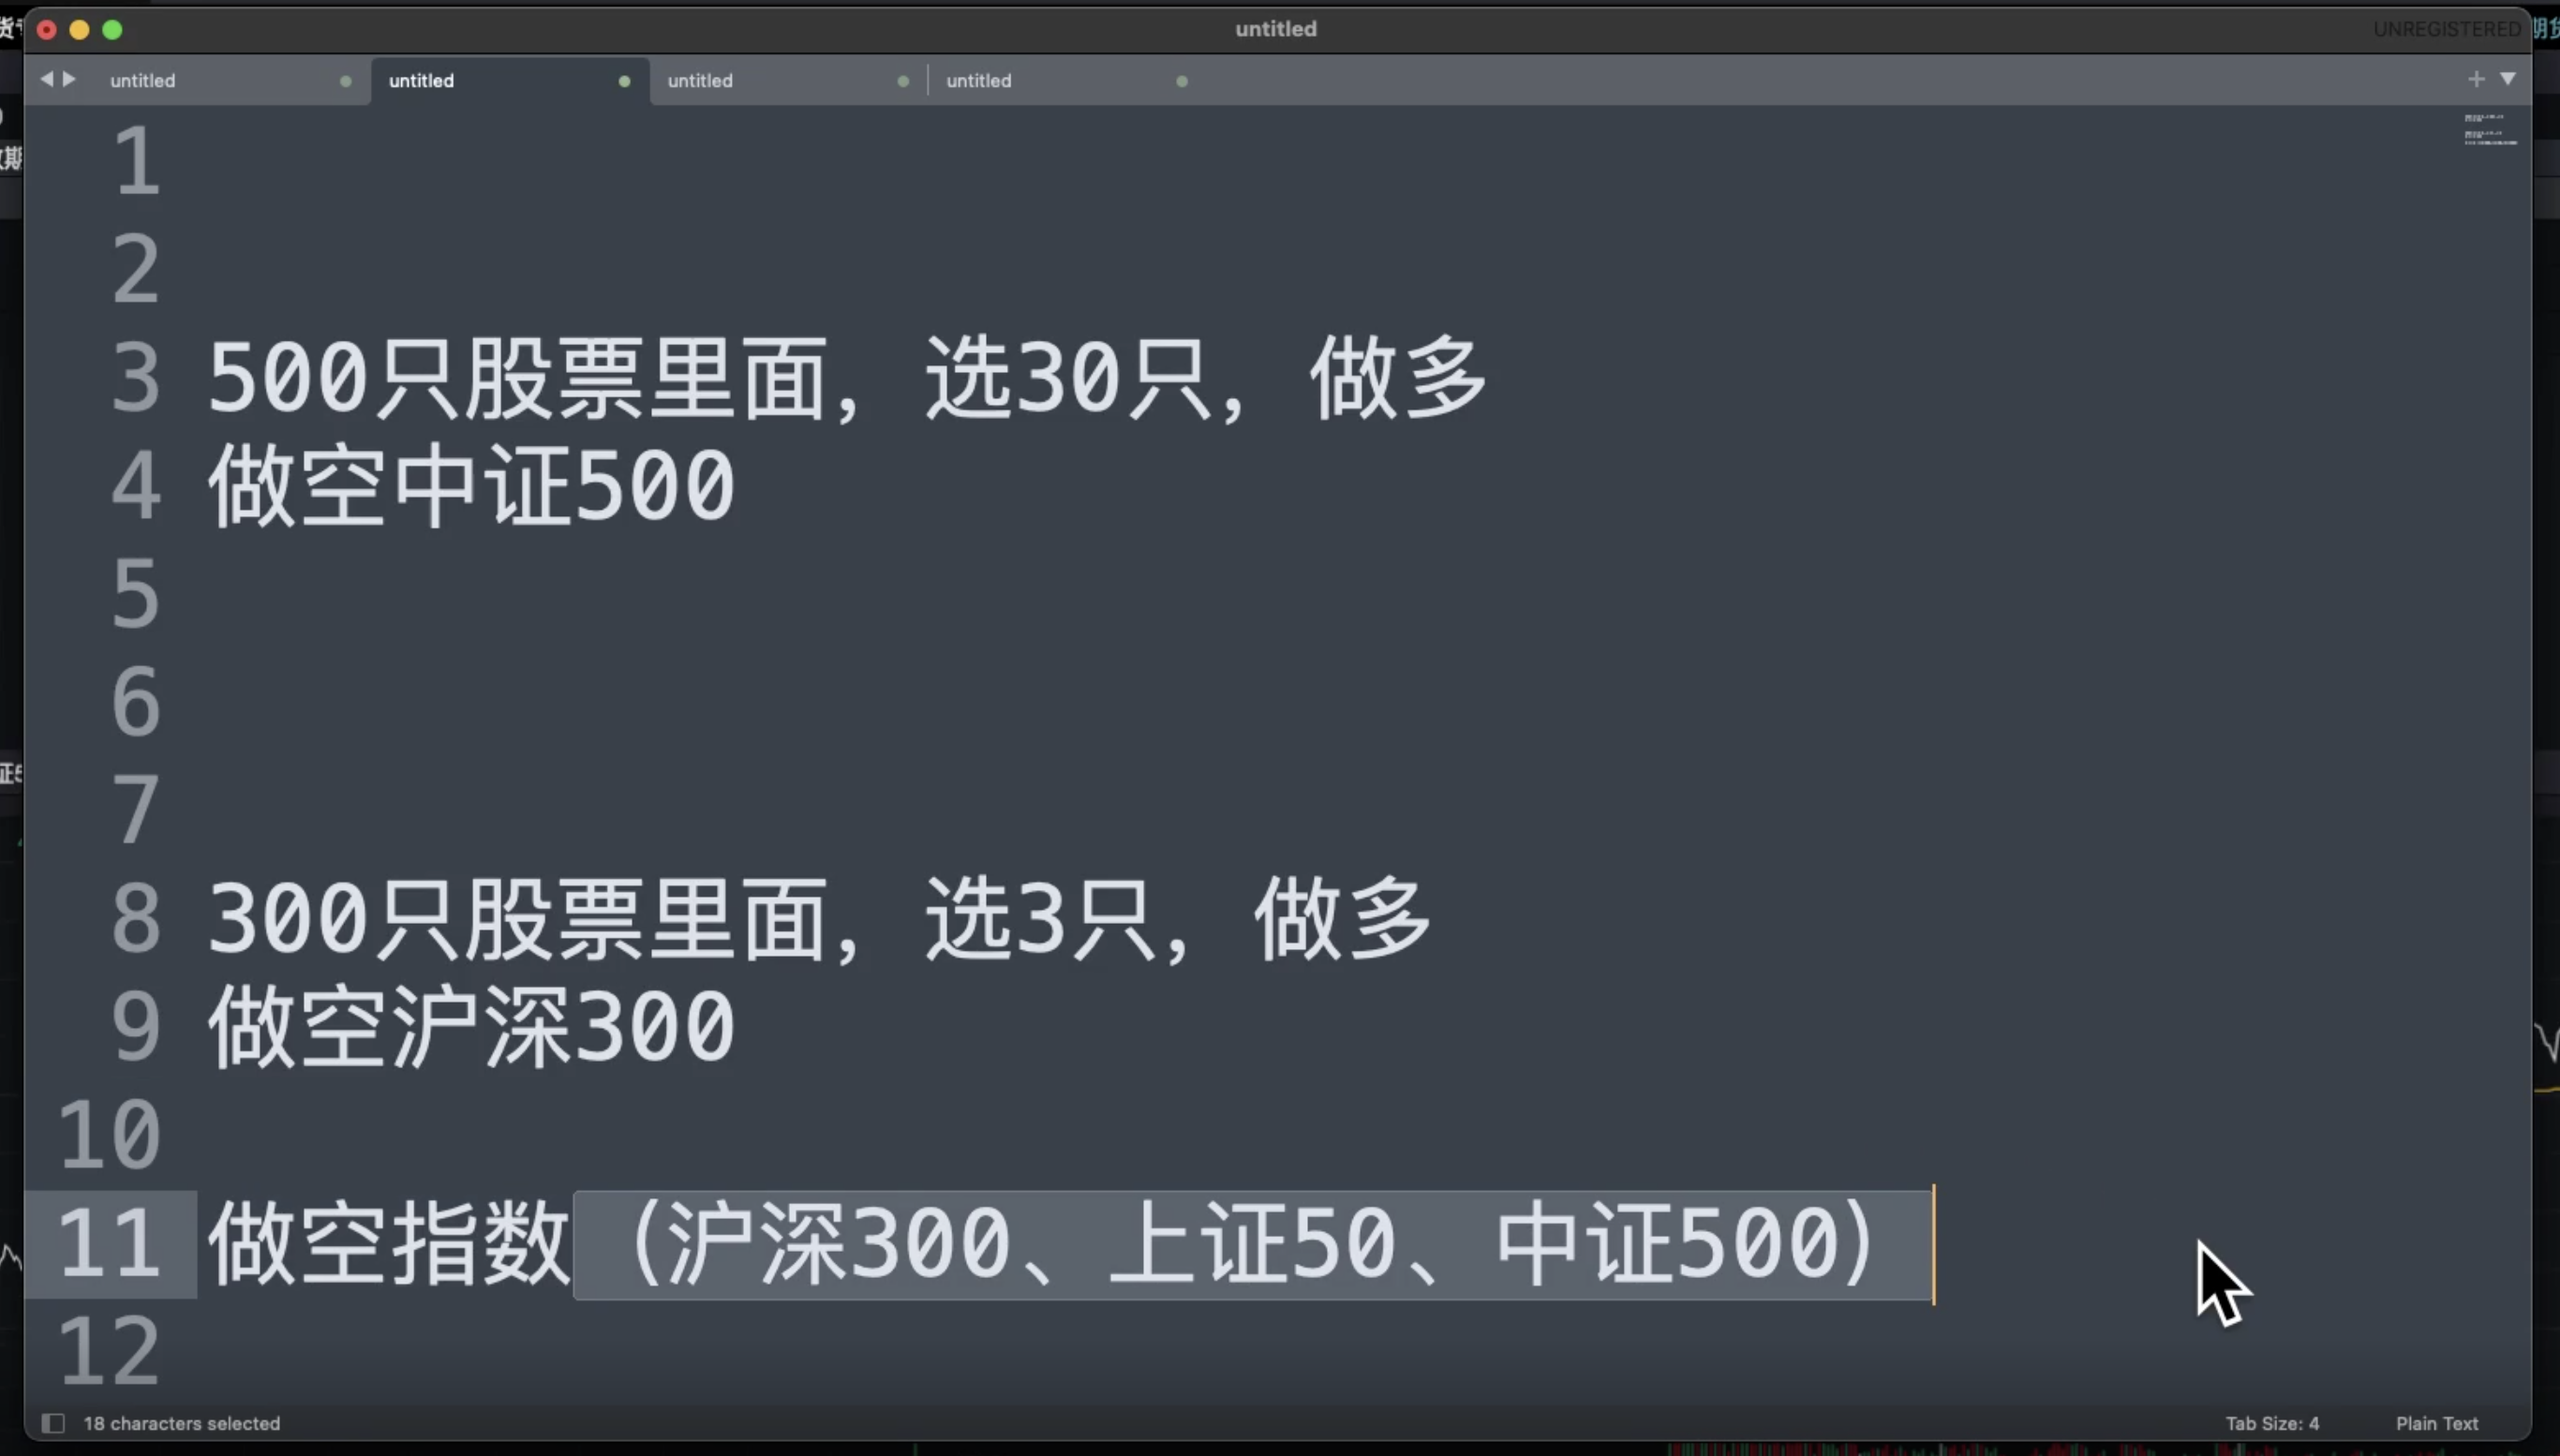 untitled
UNREGISTERED
untitled
untitled
untitled
untitled
1
2
3 500只股票里面，选30只，做多
4 做空中证500
5
6
7
8 300只股票里面，选3只，做多
9 做空沪深300
10
11 做空指数（沪深300、上证50、中证500）
12
18 characters selected
Tab Size: 4
Plain Text